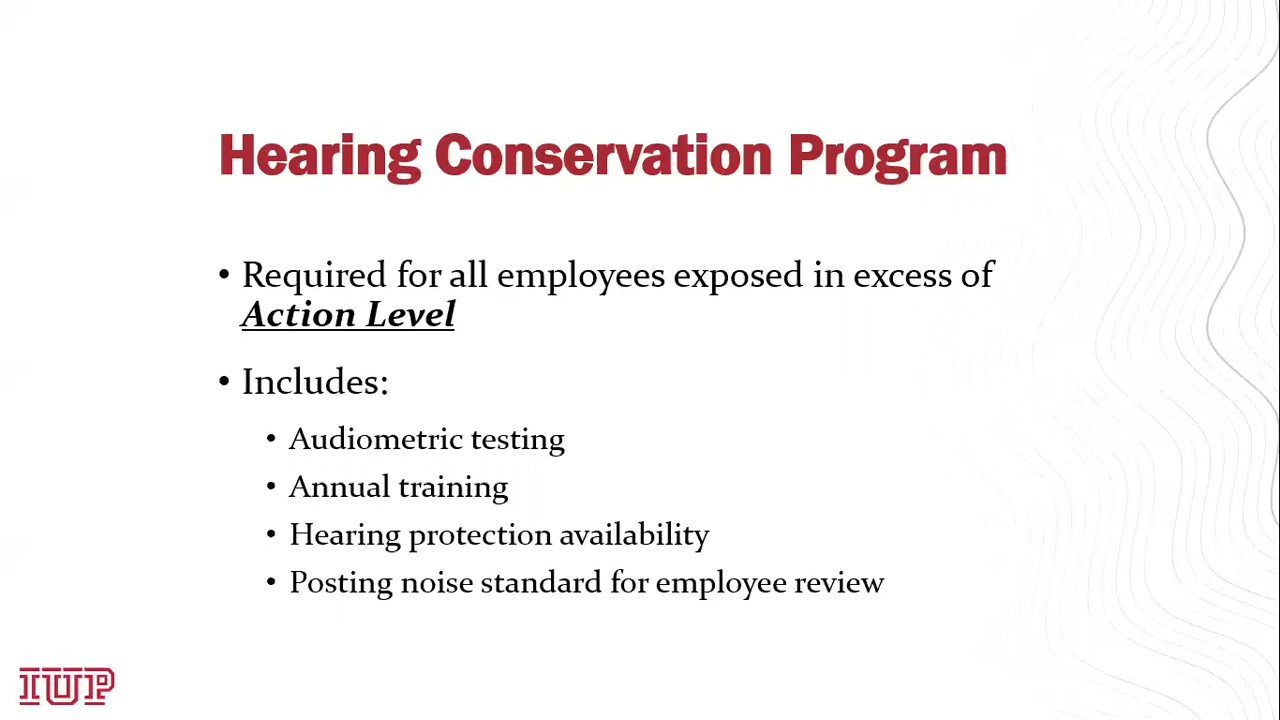 Hearing Conservation Program
• Required for all employees exposed in excess of
Action Level
• Includes:
• Audiometric testing
• Annual training
• Hearing protection availability
• Posting noise standard for employee review
IUP